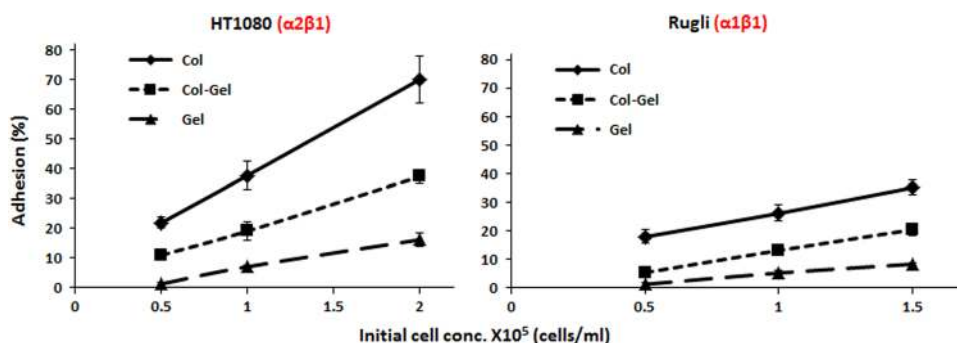 HT1080 (α2β1)
Rugli (α1β1)
Adhesion (%)
80
70
60
50
40
30
20
10
0
Col
Col-Gel
Gel
0
0.5
1
1.5
2
80
70
60
50
40
30
20
10
0
Col
Col-Gel
Gel
0
0.5
1
1.5
Initial cell conc. X10⁵ (cells/ml)